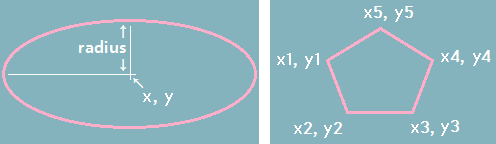 radius
x, y
x5, y5
x1, y1
x4, y4
x2, y2
x3, y3